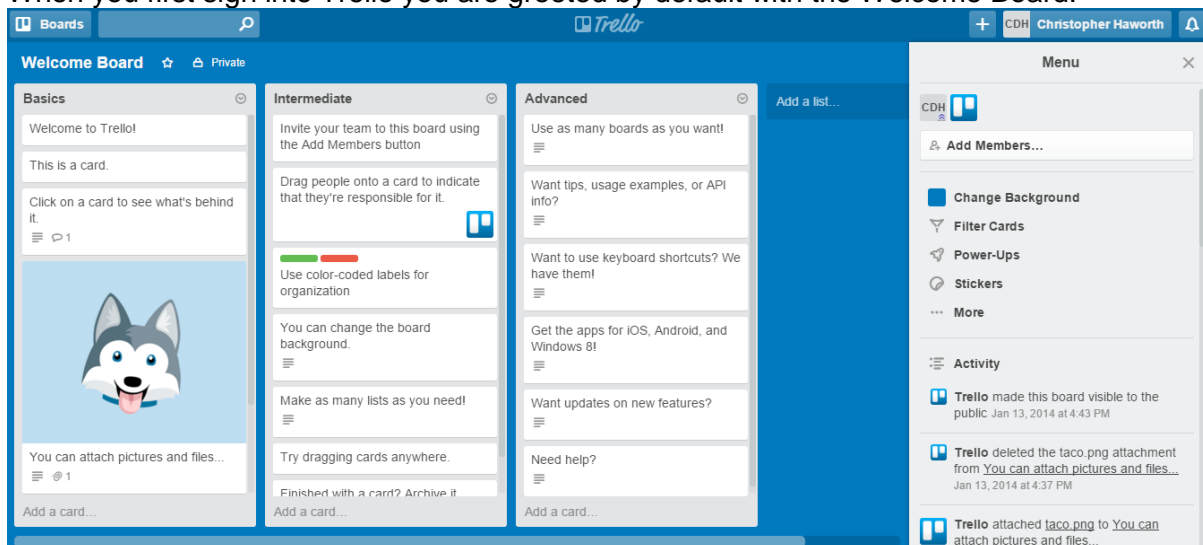 When you first sign into Trello you are greeted by default with the Welcome Board.
Boards
Trello
CDH Christopher Haworth
Welcome Board
Private
Basics
Welcome to Trello!
This is a card.
Click on a card to see what's behind
it.
1
You can attach pictures and files...
1
Add a card...
Intermediate
Invite your team to this board using
the Add Members button
Drag people onto a card to indicate
that they're responsible for it.
Use color-coded labels for
organization
You can change the board
background.
Make as many lists as you need!
Try dragging cards anywhere.
Finished with a card? Archive it.
Add a card...
Advanced
Use as many boards as you want!
Want tips, usage examples, or API
info?
Want to use keyboard shortcuts? We
have them!
Get the apps for iOS, Android, and
Windows 8!
Want updates on new features?
Need help?
Add a card...
Add a list...
Menu
CDH
Add Members...
Change Background
Filter Cards
Power-Ups
Stickers
More
Activity
Trello made this board visible to the
public Jan 13, 2014 at 4:43 PM
Trello deleted the taco.png attachment
from You can attach pictures and files...
Jan 13, 2014 at 4:37 PM
Trello attached taco.png to You can
attach pictures and files...